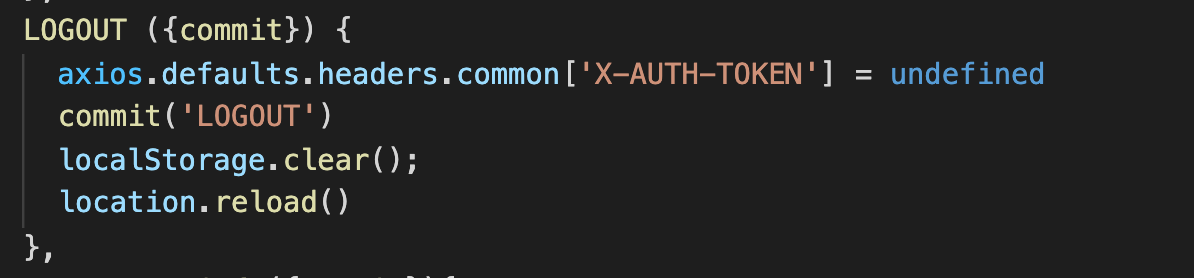 LOGOUT ({commit}) {
axios.defaults.headers.common['X-AUTH-TOKEN'] = undefined
commit('LOGOUT')
localStorage.clear();
location.reload()
},